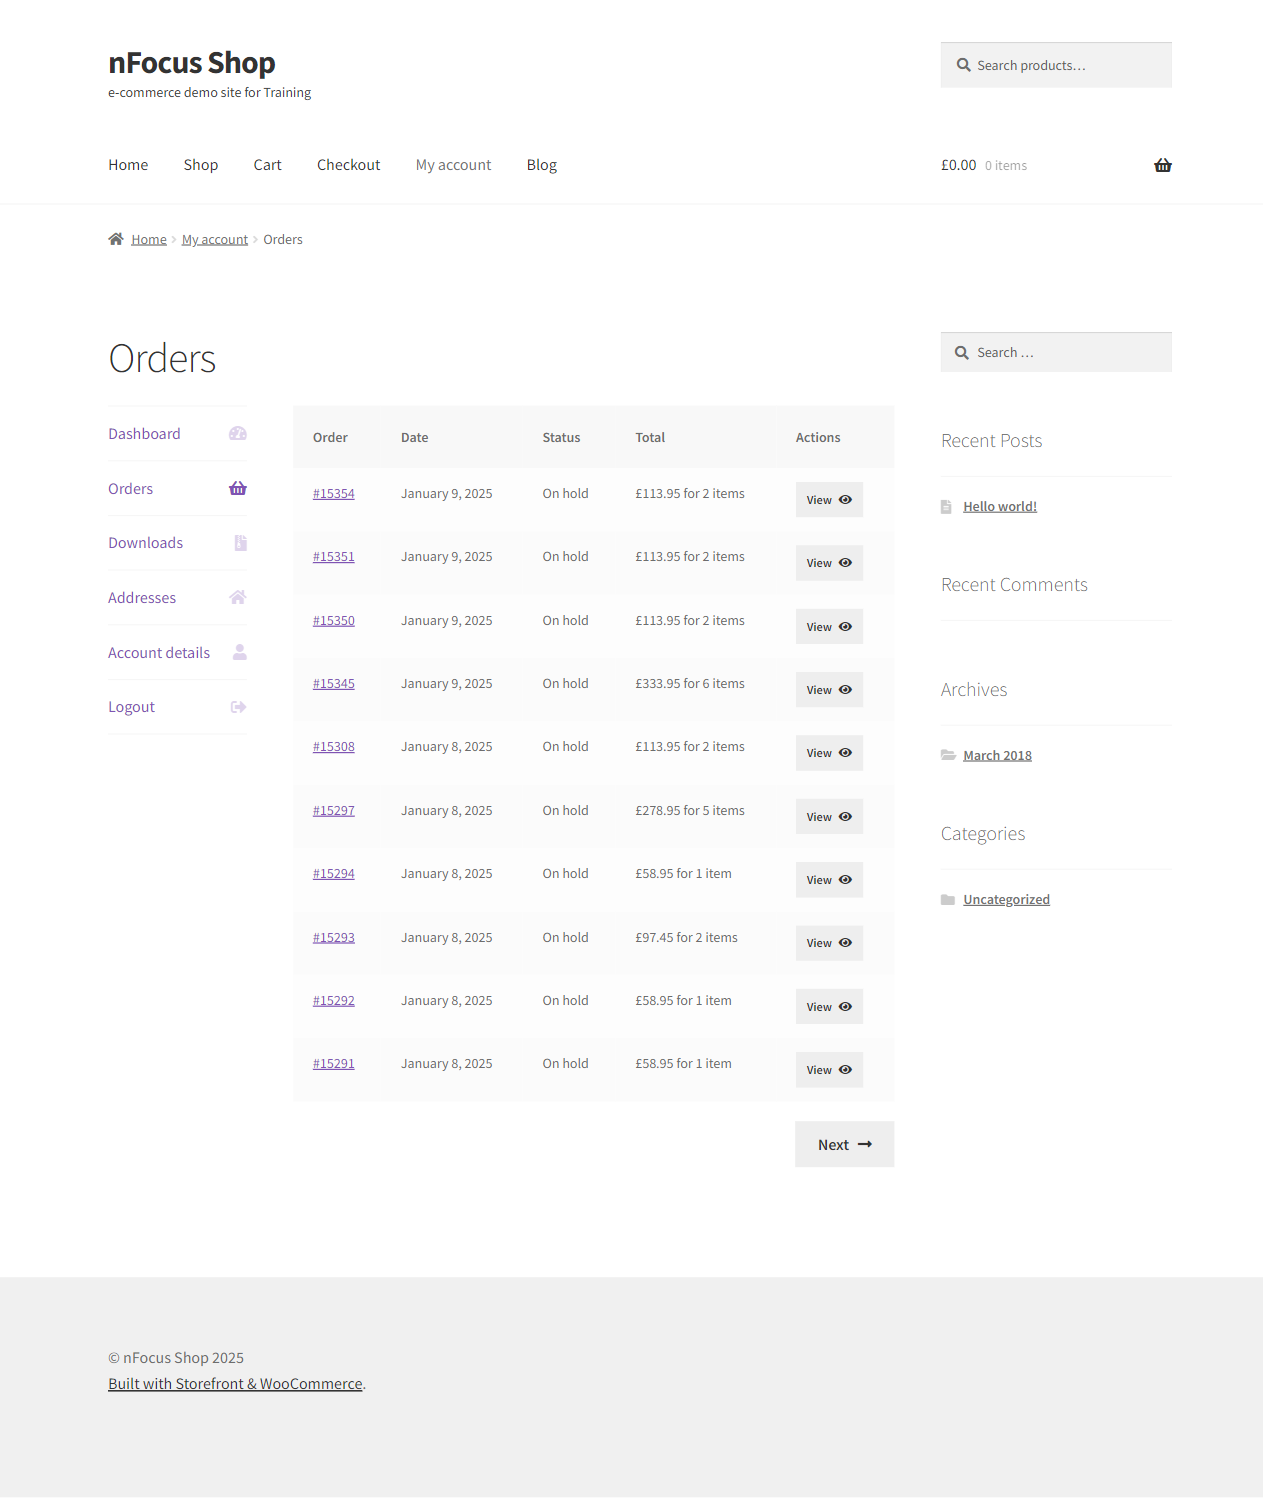 nFocus Shop
e-commerce demo site for Training
Search products…
Home Shop Cart Checkout My account Blog
£0.00 0 items
Home My account Orders
Orders
Dashboard
Orders
Downloads
Addresses
Account details
Logout
Order Date Status Total Actions
#15354 January 9, 2025 On hold £113.95 for 2 items View
#15351 January 9, 2025 On hold £113.95 for 2 items View
#15350 January 9, 2025 On hold £113.95 for 2 items View
#15345 January 9, 2025 On hold £333.95 for 6 items View
#15308 January 8, 2025 On hold £113.95 for 2 items View
#15297 January 8, 2025 On hold £278.95 for 5 items View
#15294 January 8, 2025 On hold £58.95 for 1 item View
#15293 January 8, 2025 On hold £97.45 for 2 items View
#15292 January 8, 2025 On hold £58.95 for 1 item View
#15291 January 8, 2025 On hold £58.95 for 1 item View
Next
Search …
Recent Posts
Hello world!
Recent Comments
Archives
March 2018
Categories
Uncategorized
© nFocus Shop 2025
Built with Storefront & WooCommerce.